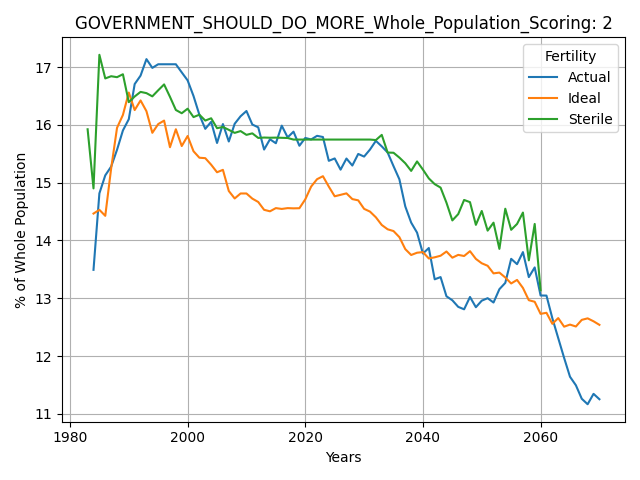 GOVERNMENT_SHOULD_DO_MORE_Whole_Population_Scoring: 2
Fertility
Actual
Ideal
Sterile
% of Whole Population
17
16
15
14
13
12
11
1980
2000
2020
2040
2060
Years